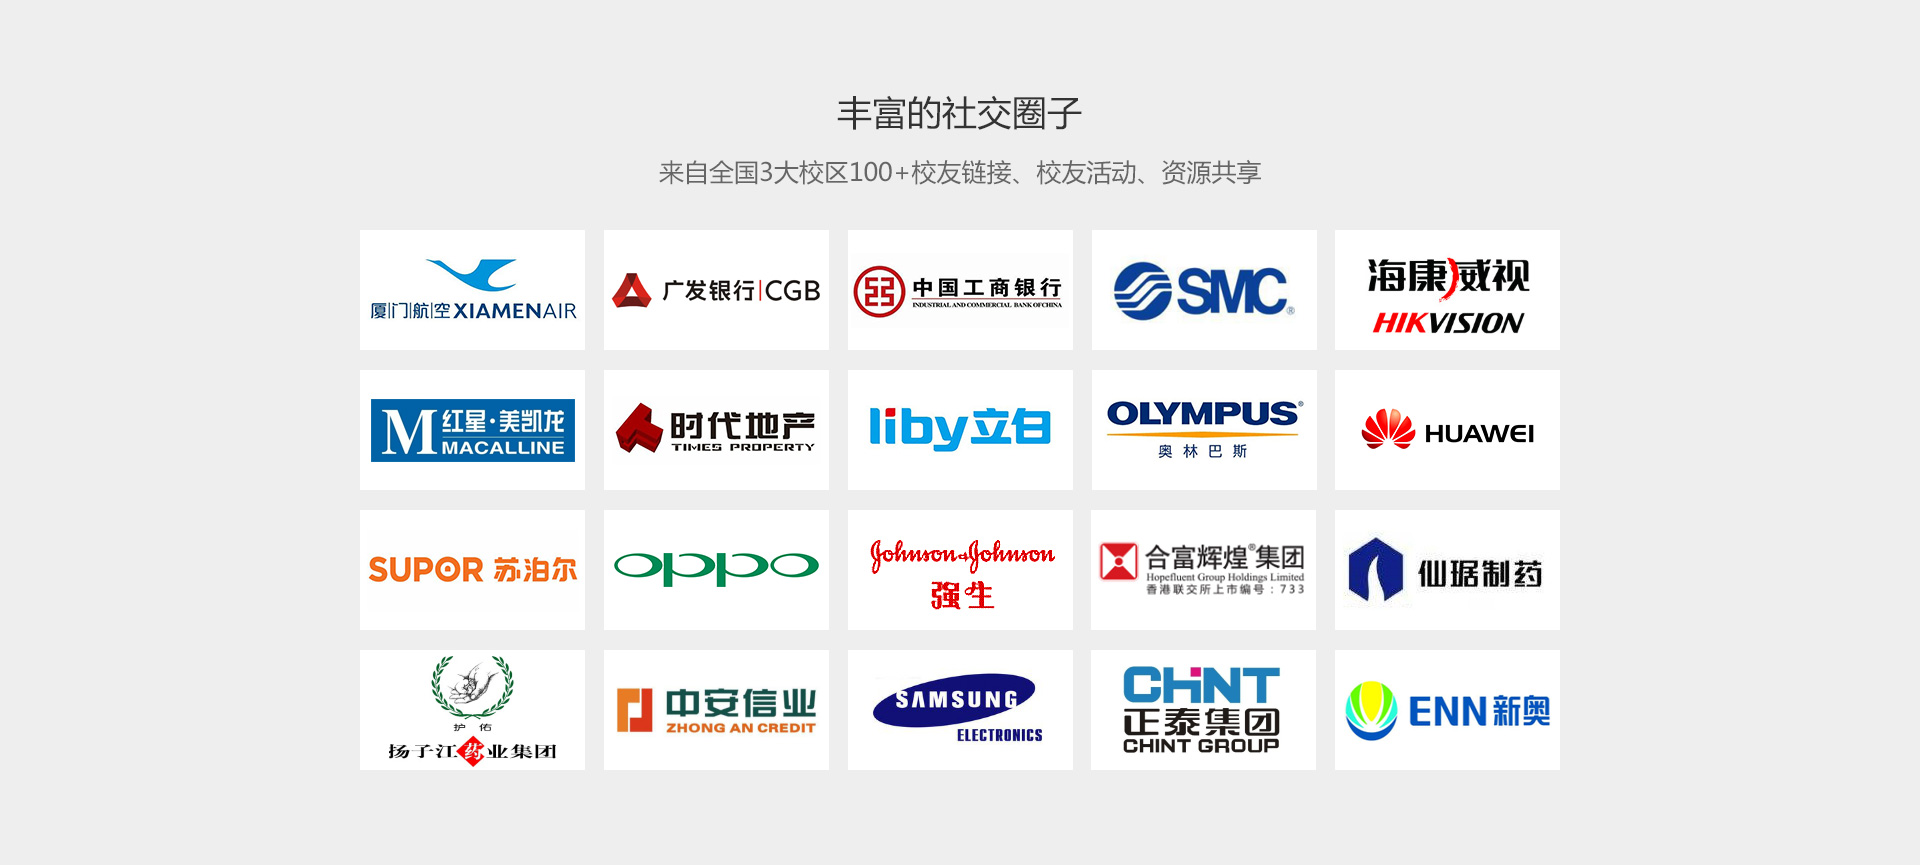 丰富的社交圈子
来自全国3大校区100+校友链接、校友活动、资源共享
厦门航空 XIAMENAIR
广发银行|CGB
中国工商银行
INDUSTRIAL AND COMMERCIAL BANK OF CHINA
SMC®
海康威视
HIKVISION
M 红星·美凯龙
MACALLINE
时代地产
TIMES PROPERTY
liby立白
OLYMPUS®
奥林巴斯
HUAWEI
SUPOR 苏泊尔
oppo
Johnson&Johnson
强生
合富辉煌®集团
Hopefluent Group Holdings Limited
香港联交所上市编号：733
仙琚制药
护佑
扬子江药业集团
中安信业
ZHONG AN CREDIT
SAMSUNG
ELECTRONICS
CHINT
正泰集团
CHINT GROUP
ENN新奥